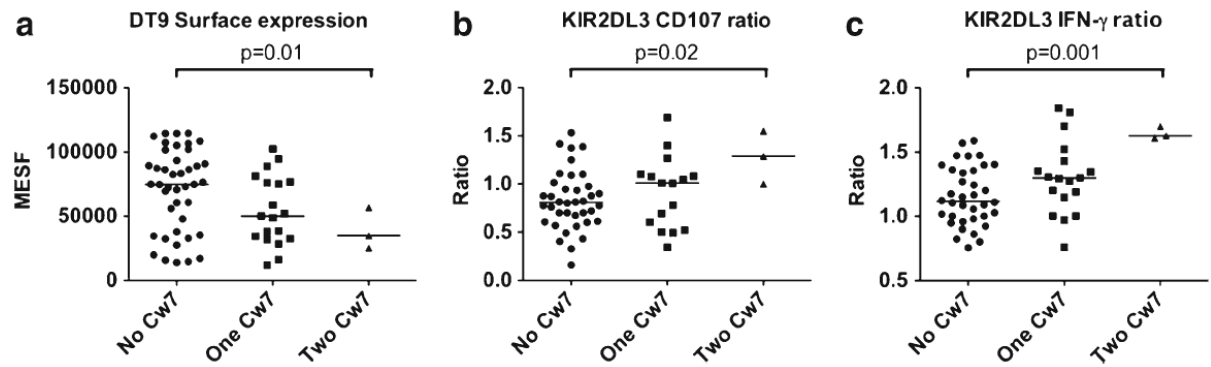 a
DT9 Surface expression
p=0.01
MESF
150000
100000
50000
0
No Cw7
One Cw7
Two Cw7
b
KIR2DL3 CD107 ratio
p=0.02
Ratio
2.0
1.5
1.0
0.5
0.0
No Cw7
One Cw7
Two Cw7
c
KIR2DL3 IFN-γ ratio
p=0.001
Ratio
2.0
1.5
1.0
0.5
No Cw7
One Cw7
Two Cw7